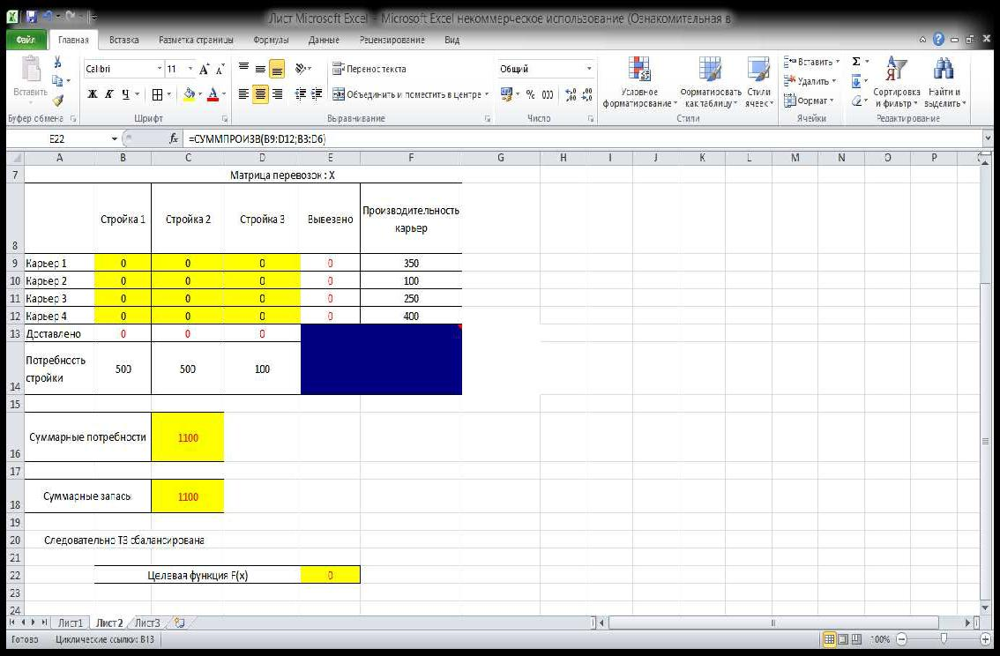 Лист Microsoft Excel - Microsoft Excel некоммерческое использование (Ознакомительная в
Файл Главная Вставка Разметка страницы Формулы Данные Рецензирование Вид
Вставить
Calibri 11
Ж К Ч
Перенос текста
Объединить и поместить в центре
Общий
% 000
Условное форматирование
Форматировать как таблицу
Стили ячеек
Вставить
Удалить
Формат
Сортировка и фильтр
Найти и выделить
Буфер обмена Шрифт Выравнивание Число Стили Ячейки Редактирование
E22 fx =СУММПРОИЗВ(B9:D12;B3:D6)
A B C D E F G H I J K L M N O P
7 Матрица перевозок : X
8 Стройка 1 Стройка 2 Стройка 3 Вывезено Производительность карьер
9 Карьер 1 0 0 0 0 350
10 Карьер 2 0 0 0 0 100
11 Карьер 3 0 0 0 0 250
12 Карьер 4 0 0 0 0 400
13 Доставлено 0 0 0
14 Потребность стройки 500 500 100
15
16 Суммарные потребности 1100
17
18 Суммарные запасы 1100
19
20 Следовательно ТЗ сбалансирована
21
22 Целевая функция F(x) 0
23
24
Лист1 Лист2 Лист3
Готово Циклические ссылки: B13 100%